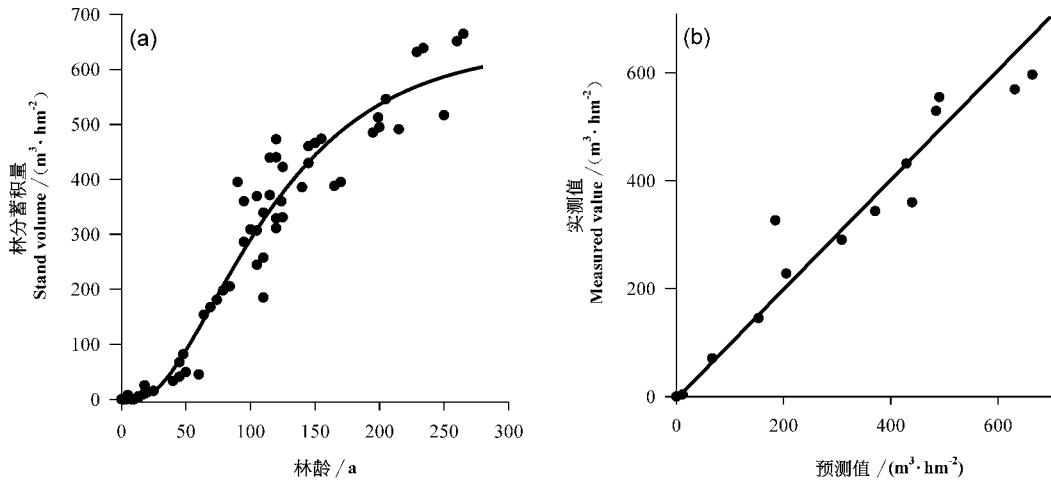 (a)
700
600
500
400
300
200
100
0
林分蓄积量
Stand volume /(m³· hm⁻²)
0 50 100 150 200 250 300
林龄 / a
(b)
600
400
200
0
实测值
Measured value /(m³· hm⁻²)
0 200 400 600
预测值 /(m³· hm⁻²)